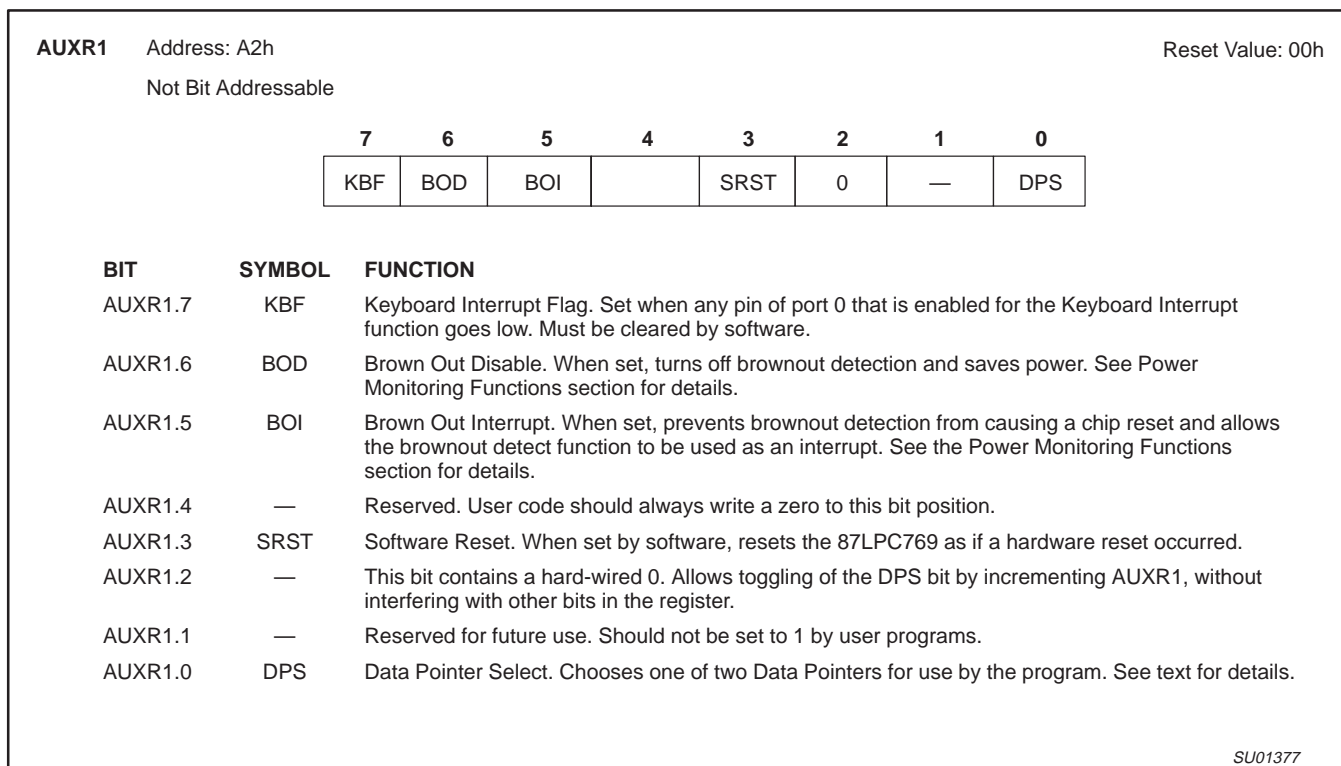 AUXR1 Address: A2h Reset Value: 00h
Not Bit Addressable
7 6 5 4 3 2 1 0
KBF BOD BOI SRST 0 — DPS
BIT SYMBOL FUNCTION
AUXR1.7 KBF Keyboard Interrupt Flag. Set when any pin of port 0 that is enabled for the Keyboard Interrupt
function goes low. Must be cleared by software.
AUXR1.6 BOD Brown Out Disable. When set, turns off brownout detection and saves power. See Power
Monitoring Functions section for details.
AUXR1.5 BOI Brown Out Interrupt. When set, prevents brownout detection from causing a chip reset and allows
the brownout detect function to be used as an interrupt. See the Power Monitoring Functions
section for details.
AUXR1.4 — Reserved. User code should always write a zero to this bit position.
AUXR1.3 SRST Software Reset. When set by software, resets the 87LPC769 as if a hardware reset occurred.
AUXR1.2 — This bit contains a hard-wired 0. Allows toggling of the DPS bit by incrementing AUXR1, without
interfering with other bits in the register.
AUXR1.1 — Reserved for future use. Should not be set to 1 by user programs.
AUXR1.0 DPS Data Pointer Select. Chooses one of two Data Pointers for use by the program. See text for details.
SU01377